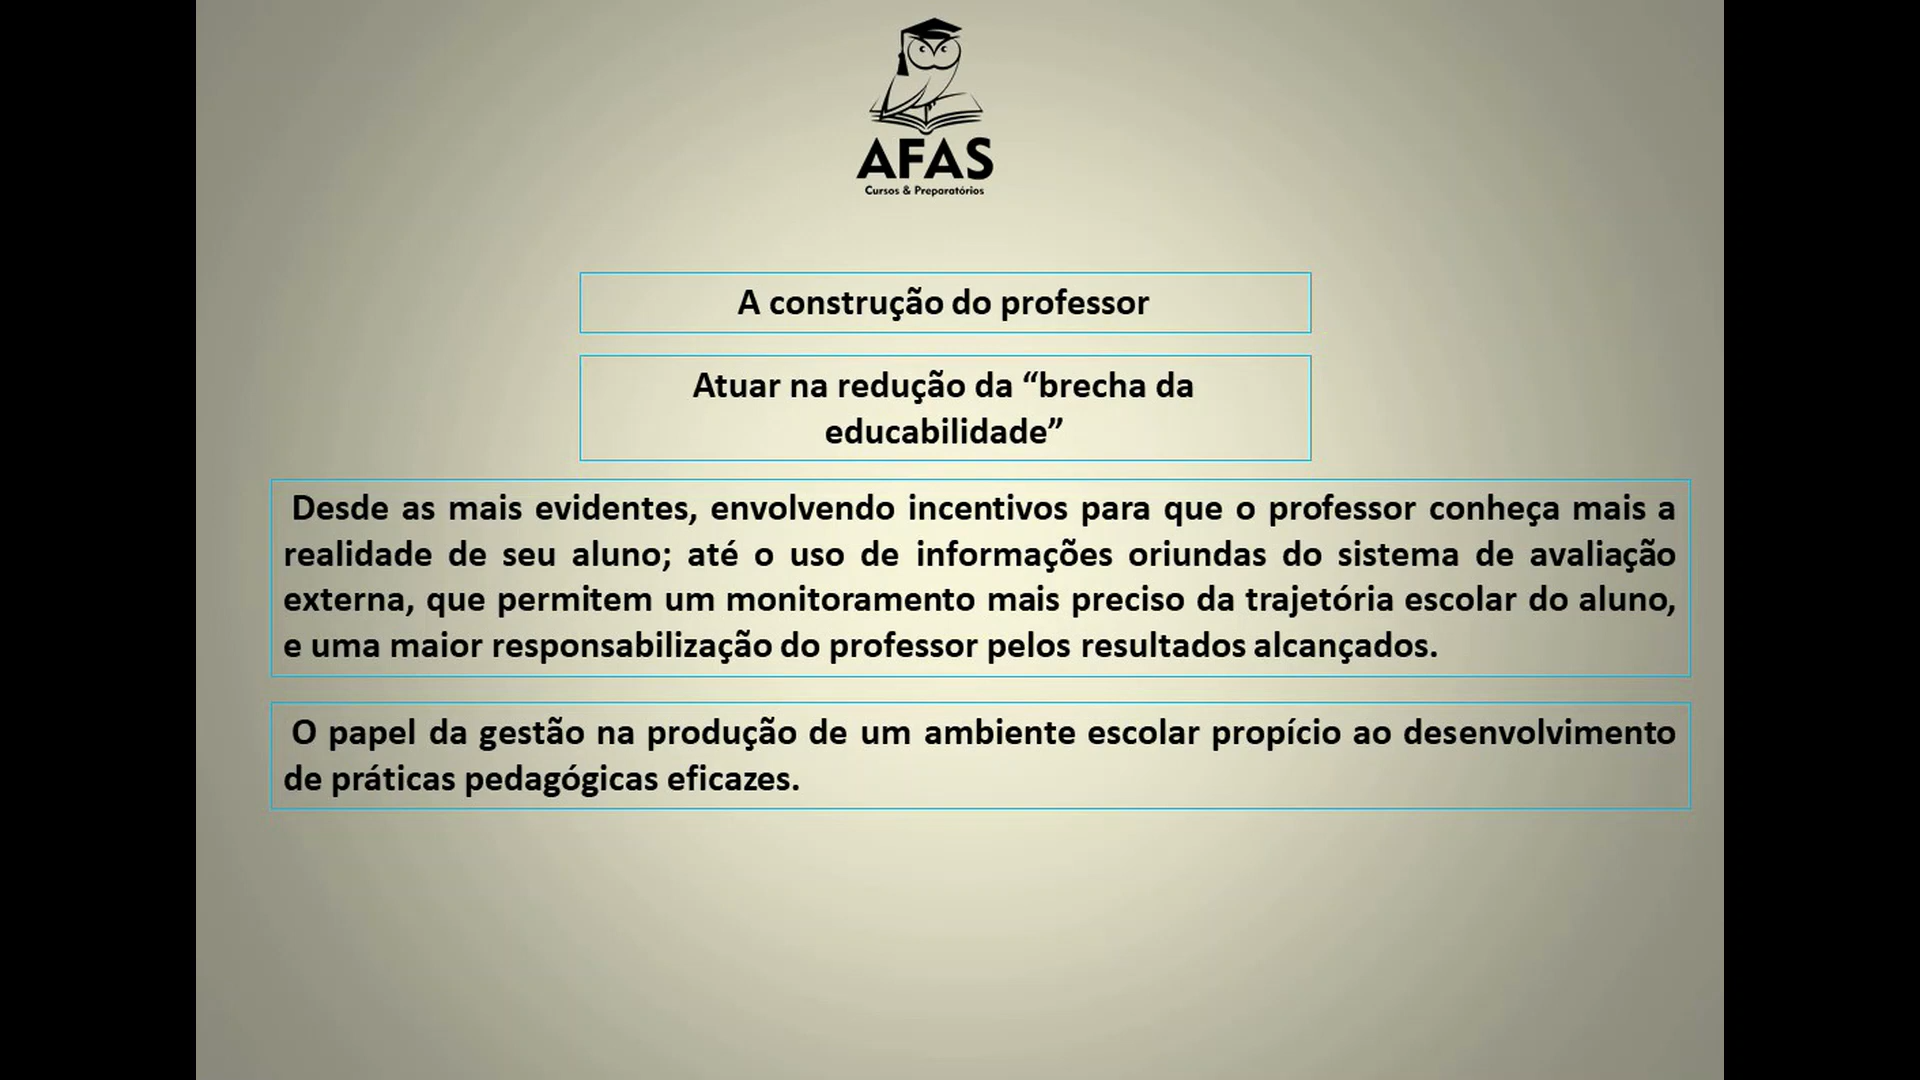 AFAS
Cursos & Preparatórios
A construção do professor
Atuar na redução da “brecha da
educabilidade”
Desde as mais evidentes, envolvendo incentivos para que o professor conheça mais a
realidade de seu aluno; até o uso de informações oriundas do sistema de avaliação
externa, que permitem um monitoramento mais preciso da trajetória escolar do aluno,
e uma maior responsabilização do professor pelos resultados alcançados.
O papel da gestão na produção de um ambiente escolar propício ao desenvolvimento
de práticas pedagógicas eficazes.